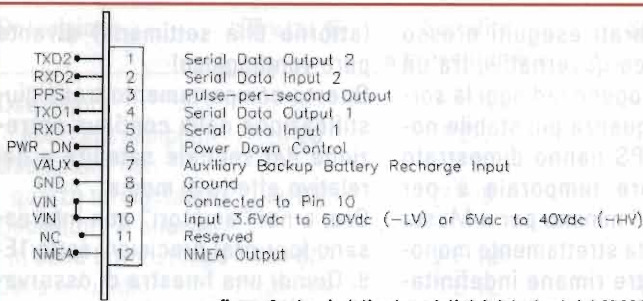 TXD2 1 Serial Data Output 2
RXD2 2 Serial Data Input 2
PPS 3 Pulse-per-second Output
TXD1 4 Serial Data Output 1
RXD1 5 Serial Data Input
PWR_DN 6 Power Down Control
VAUX 7 Auxiliary Backup Battery Recharge Input
GND 8 Ground
VIN 9 Connected to Pin 10
VIN 10 Input 3.6Vdc to 6.0Vdc (-LV) or 6Vdc to 40Vdc (-HV)
NC 11 Reserved
NMEA 12 NMEA Output